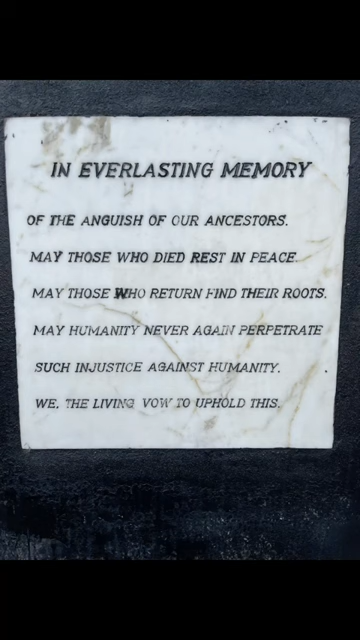 IN EVERLASTING MEMORY
OF THE ANGUISH OF OUR ANCESTORS.
MAY THOSE WHO DIED REST IN PEACE.
MAY THOSE WHO RETURN FIND THEIR ROOTS.
MAY HUMANITY NEVER AGAIN PERPETRATE
SUCH INJUSTICE AGAINST HUMANITY.
WE, THE LIVING VOW TO UPHOLD THIS.